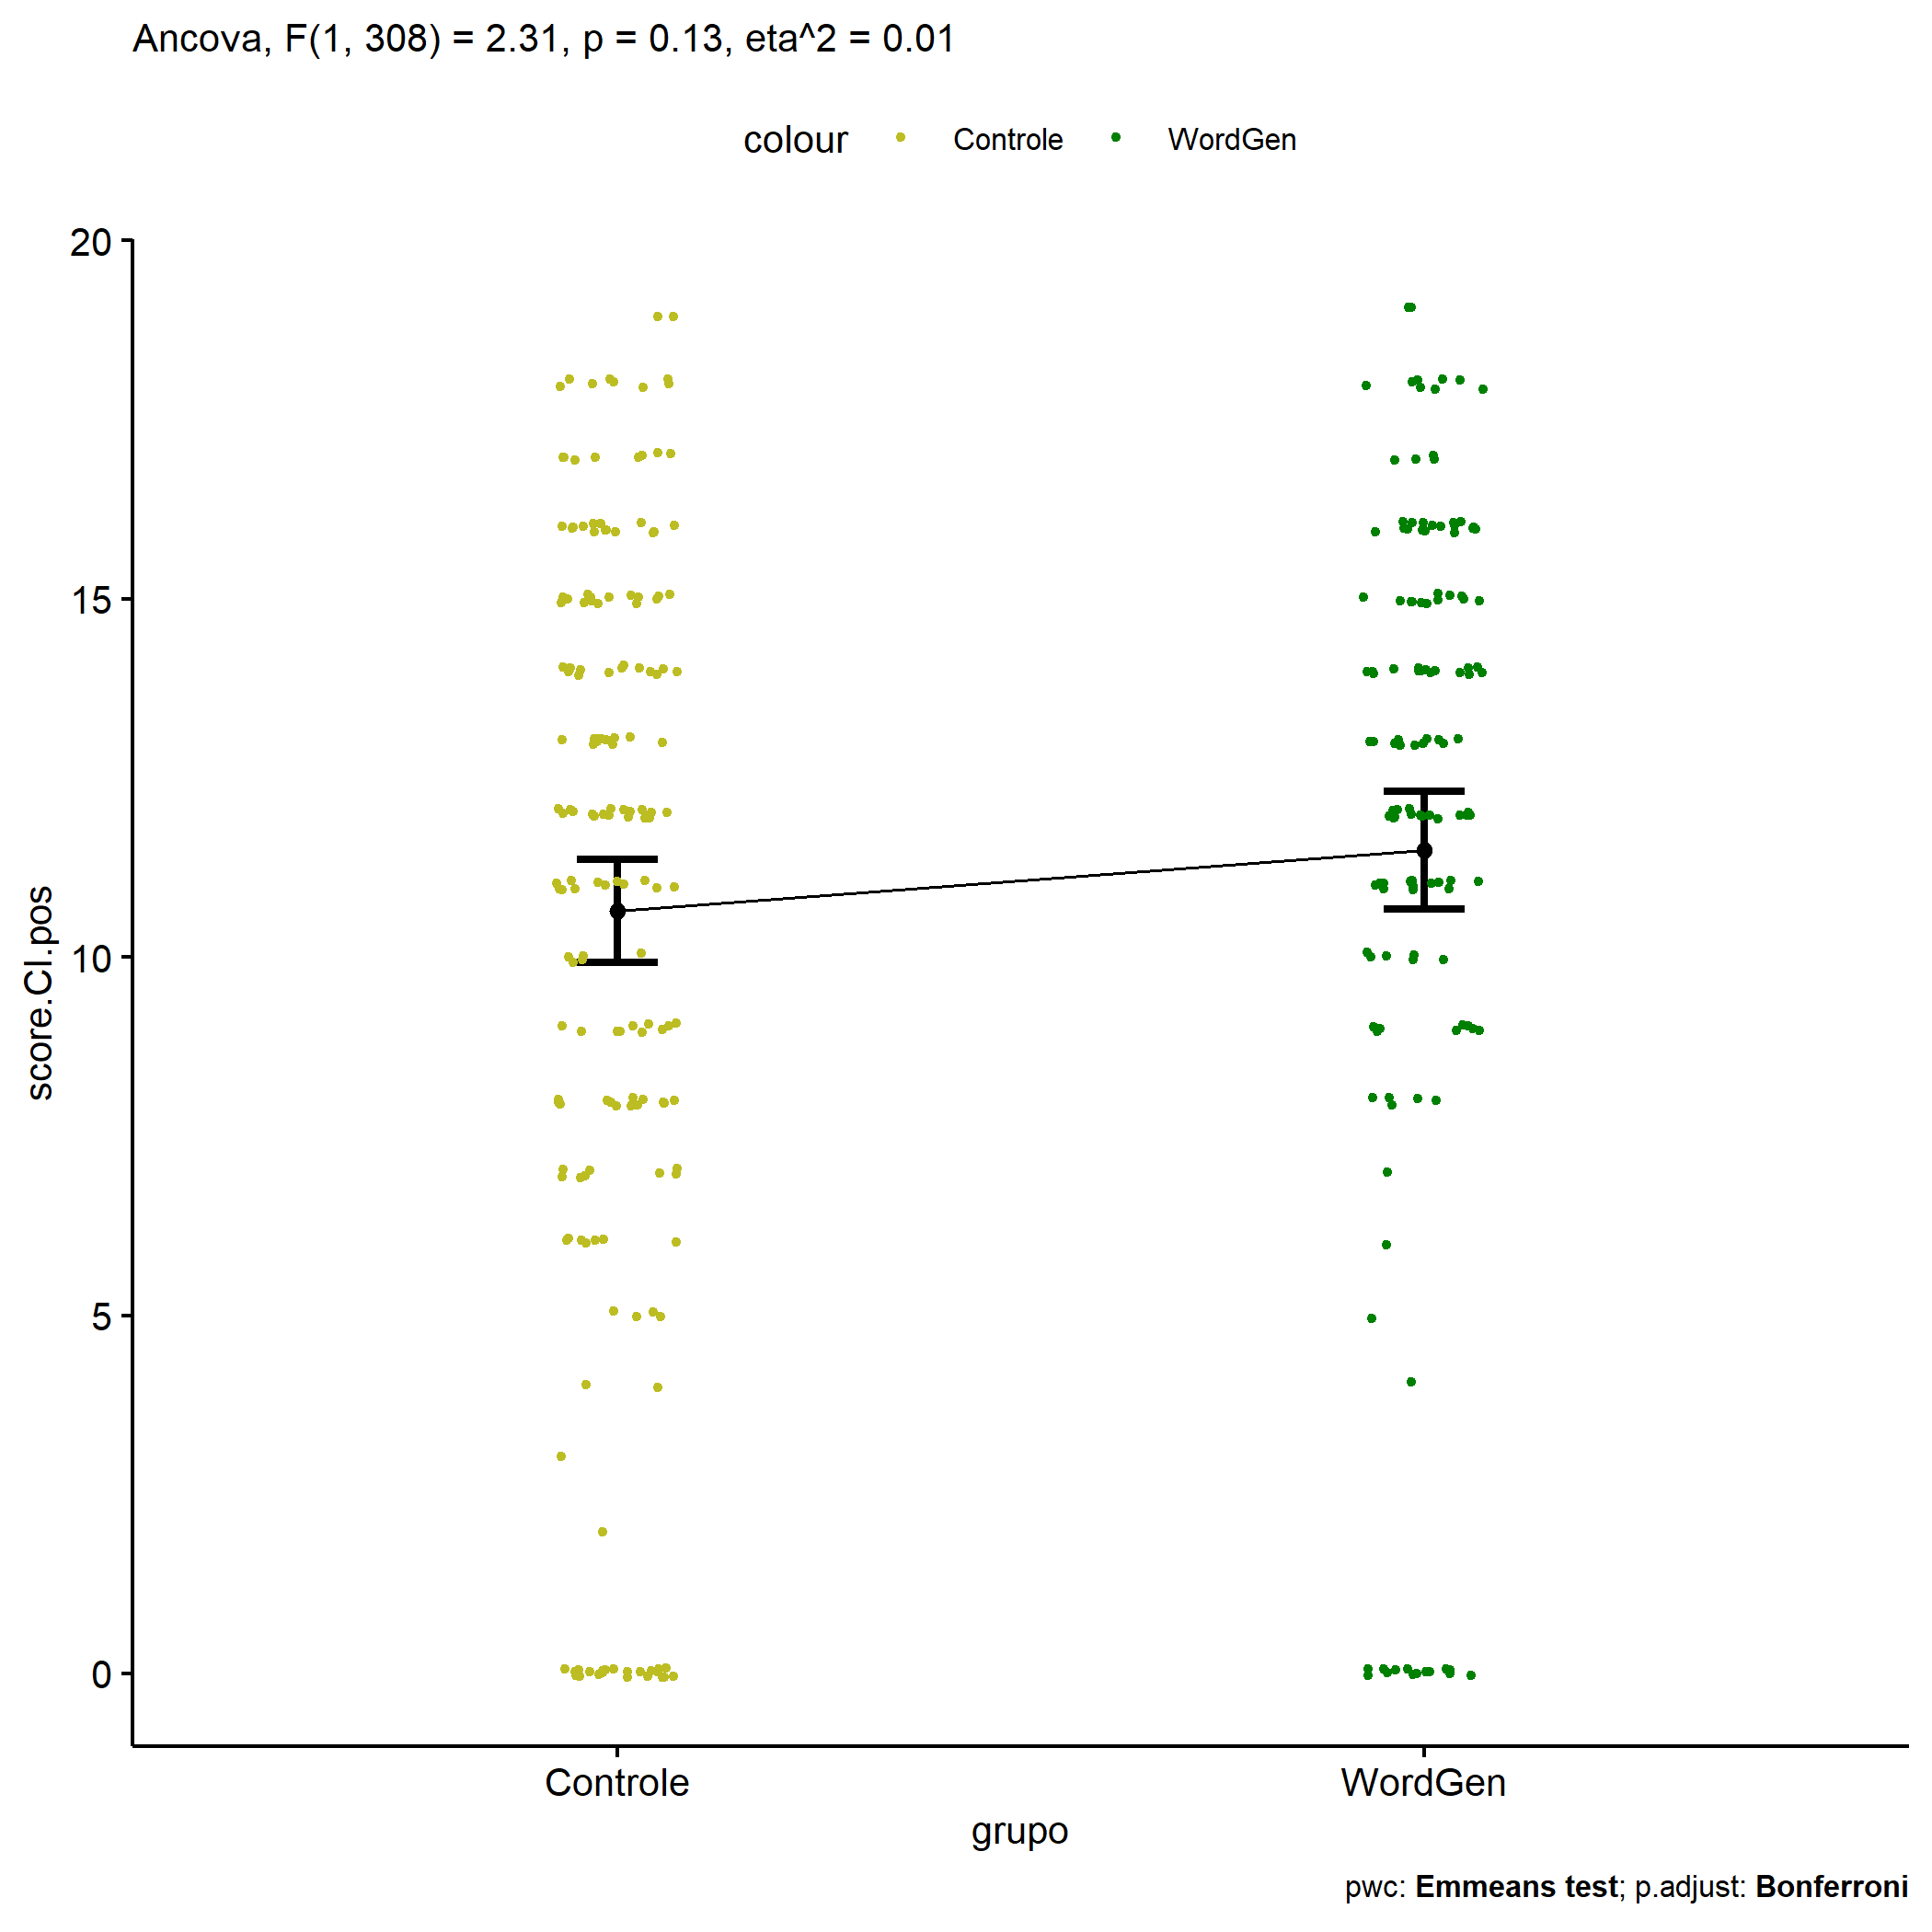 Ancova, F(1, 308) = 2.31, p = 0.13, eta^2 = 0.01
colour Controle WordGen
20
15
10
5
0
score.CI.pos
Controle WordGen
grupo
pwc: Emmeans test; p.adjust: Bonferroni